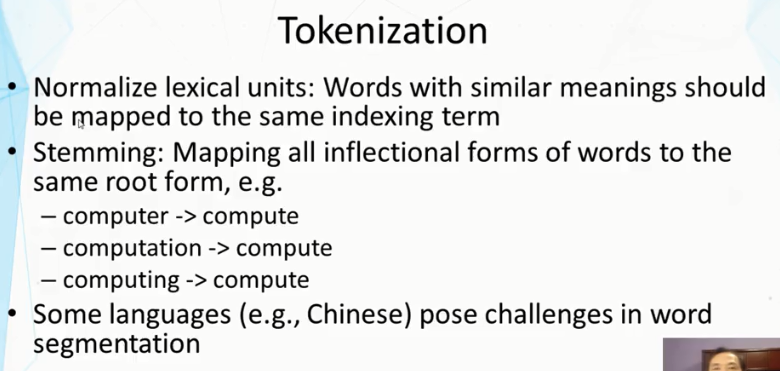 Tokenization
• Normalize lexical units: Words with similar meanings should
be mapped to the same indexing term
• Stemming: Mapping all inflectional forms of words to the
same root form, e.g.
– computer -> compute
– computation -> compute
– computing -> compute
• Some languages (e.g., Chinese) pose challenges in word
segmentation